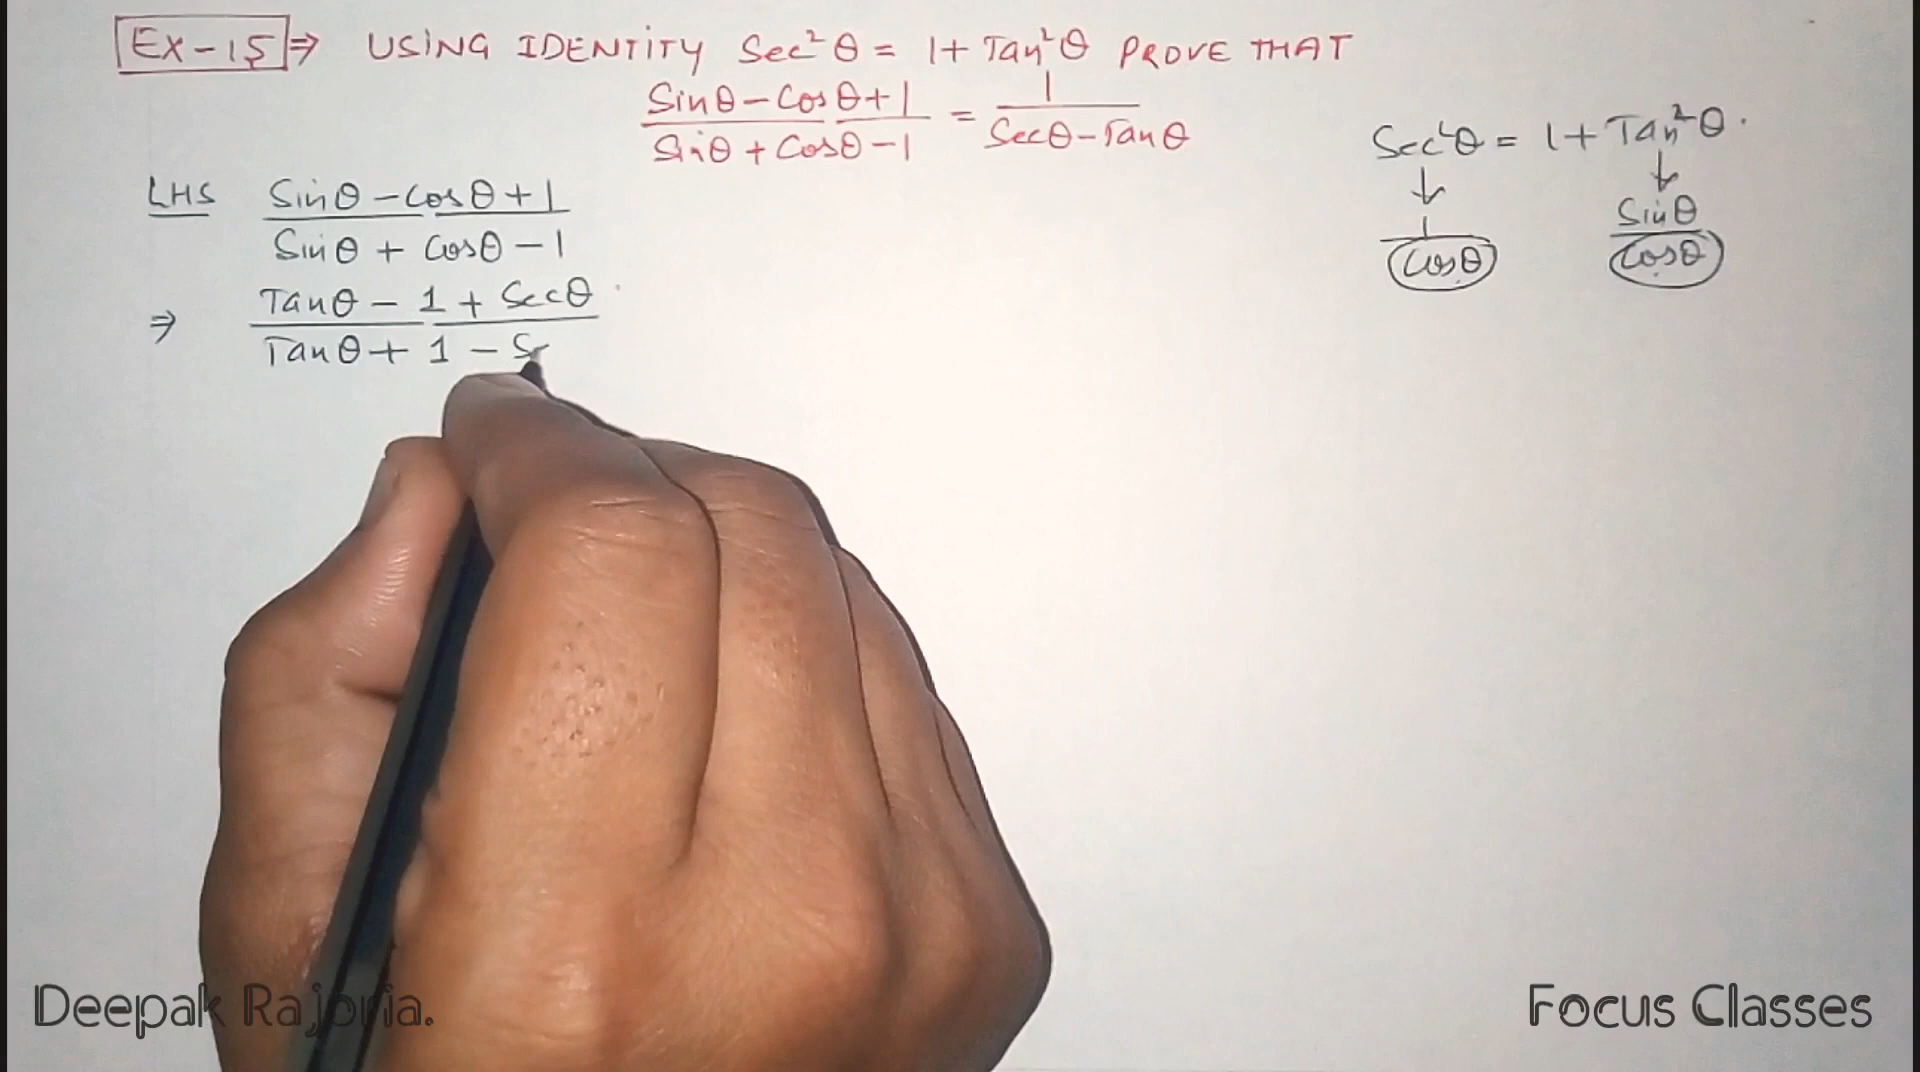 Ex-15 ⇒ USING IDENTITY Sec²θ = 1+Tan²θ PROVE THAT
Sinθ-Cosθ+1 / Sinθ+Cosθ-1 = 1 / Secθ-Tanθ
Sec²θ = 1+Tan²θ.
↓ ↓
1 / Cosθ Sinθ / Cosθ
LHS Sinθ-Cosθ+1 / Sinθ+Cosθ-1
⇒ Tanθ-1+Secθ / Tanθ+1-S
Deepak Rajoria.
Focus Classes